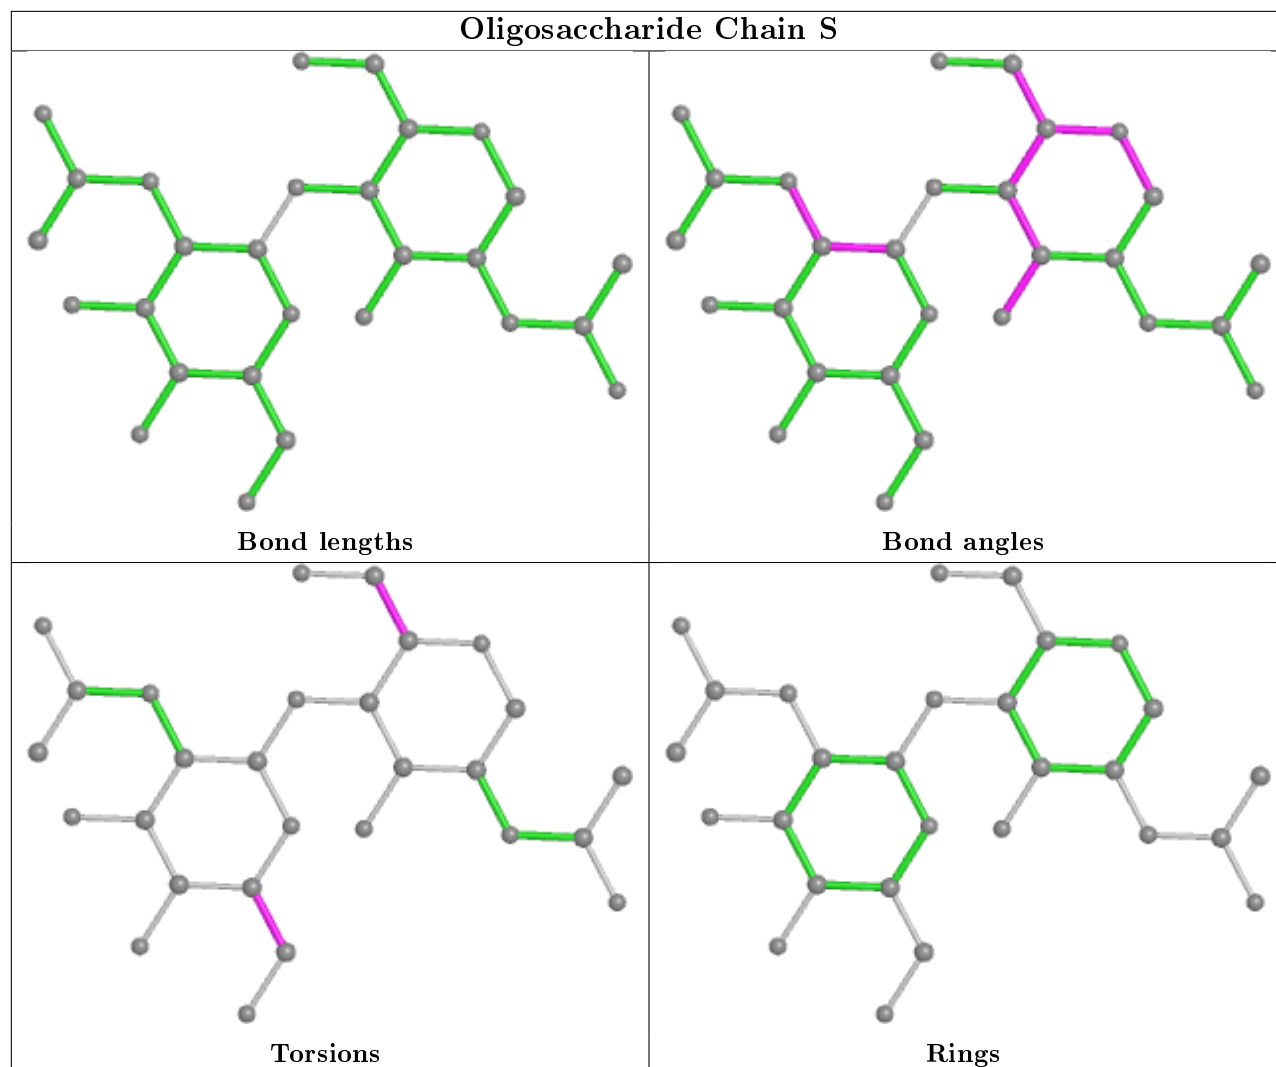 Oligosaccharide Chain S
Bond lengths
Bond angles
Torsions
Rings